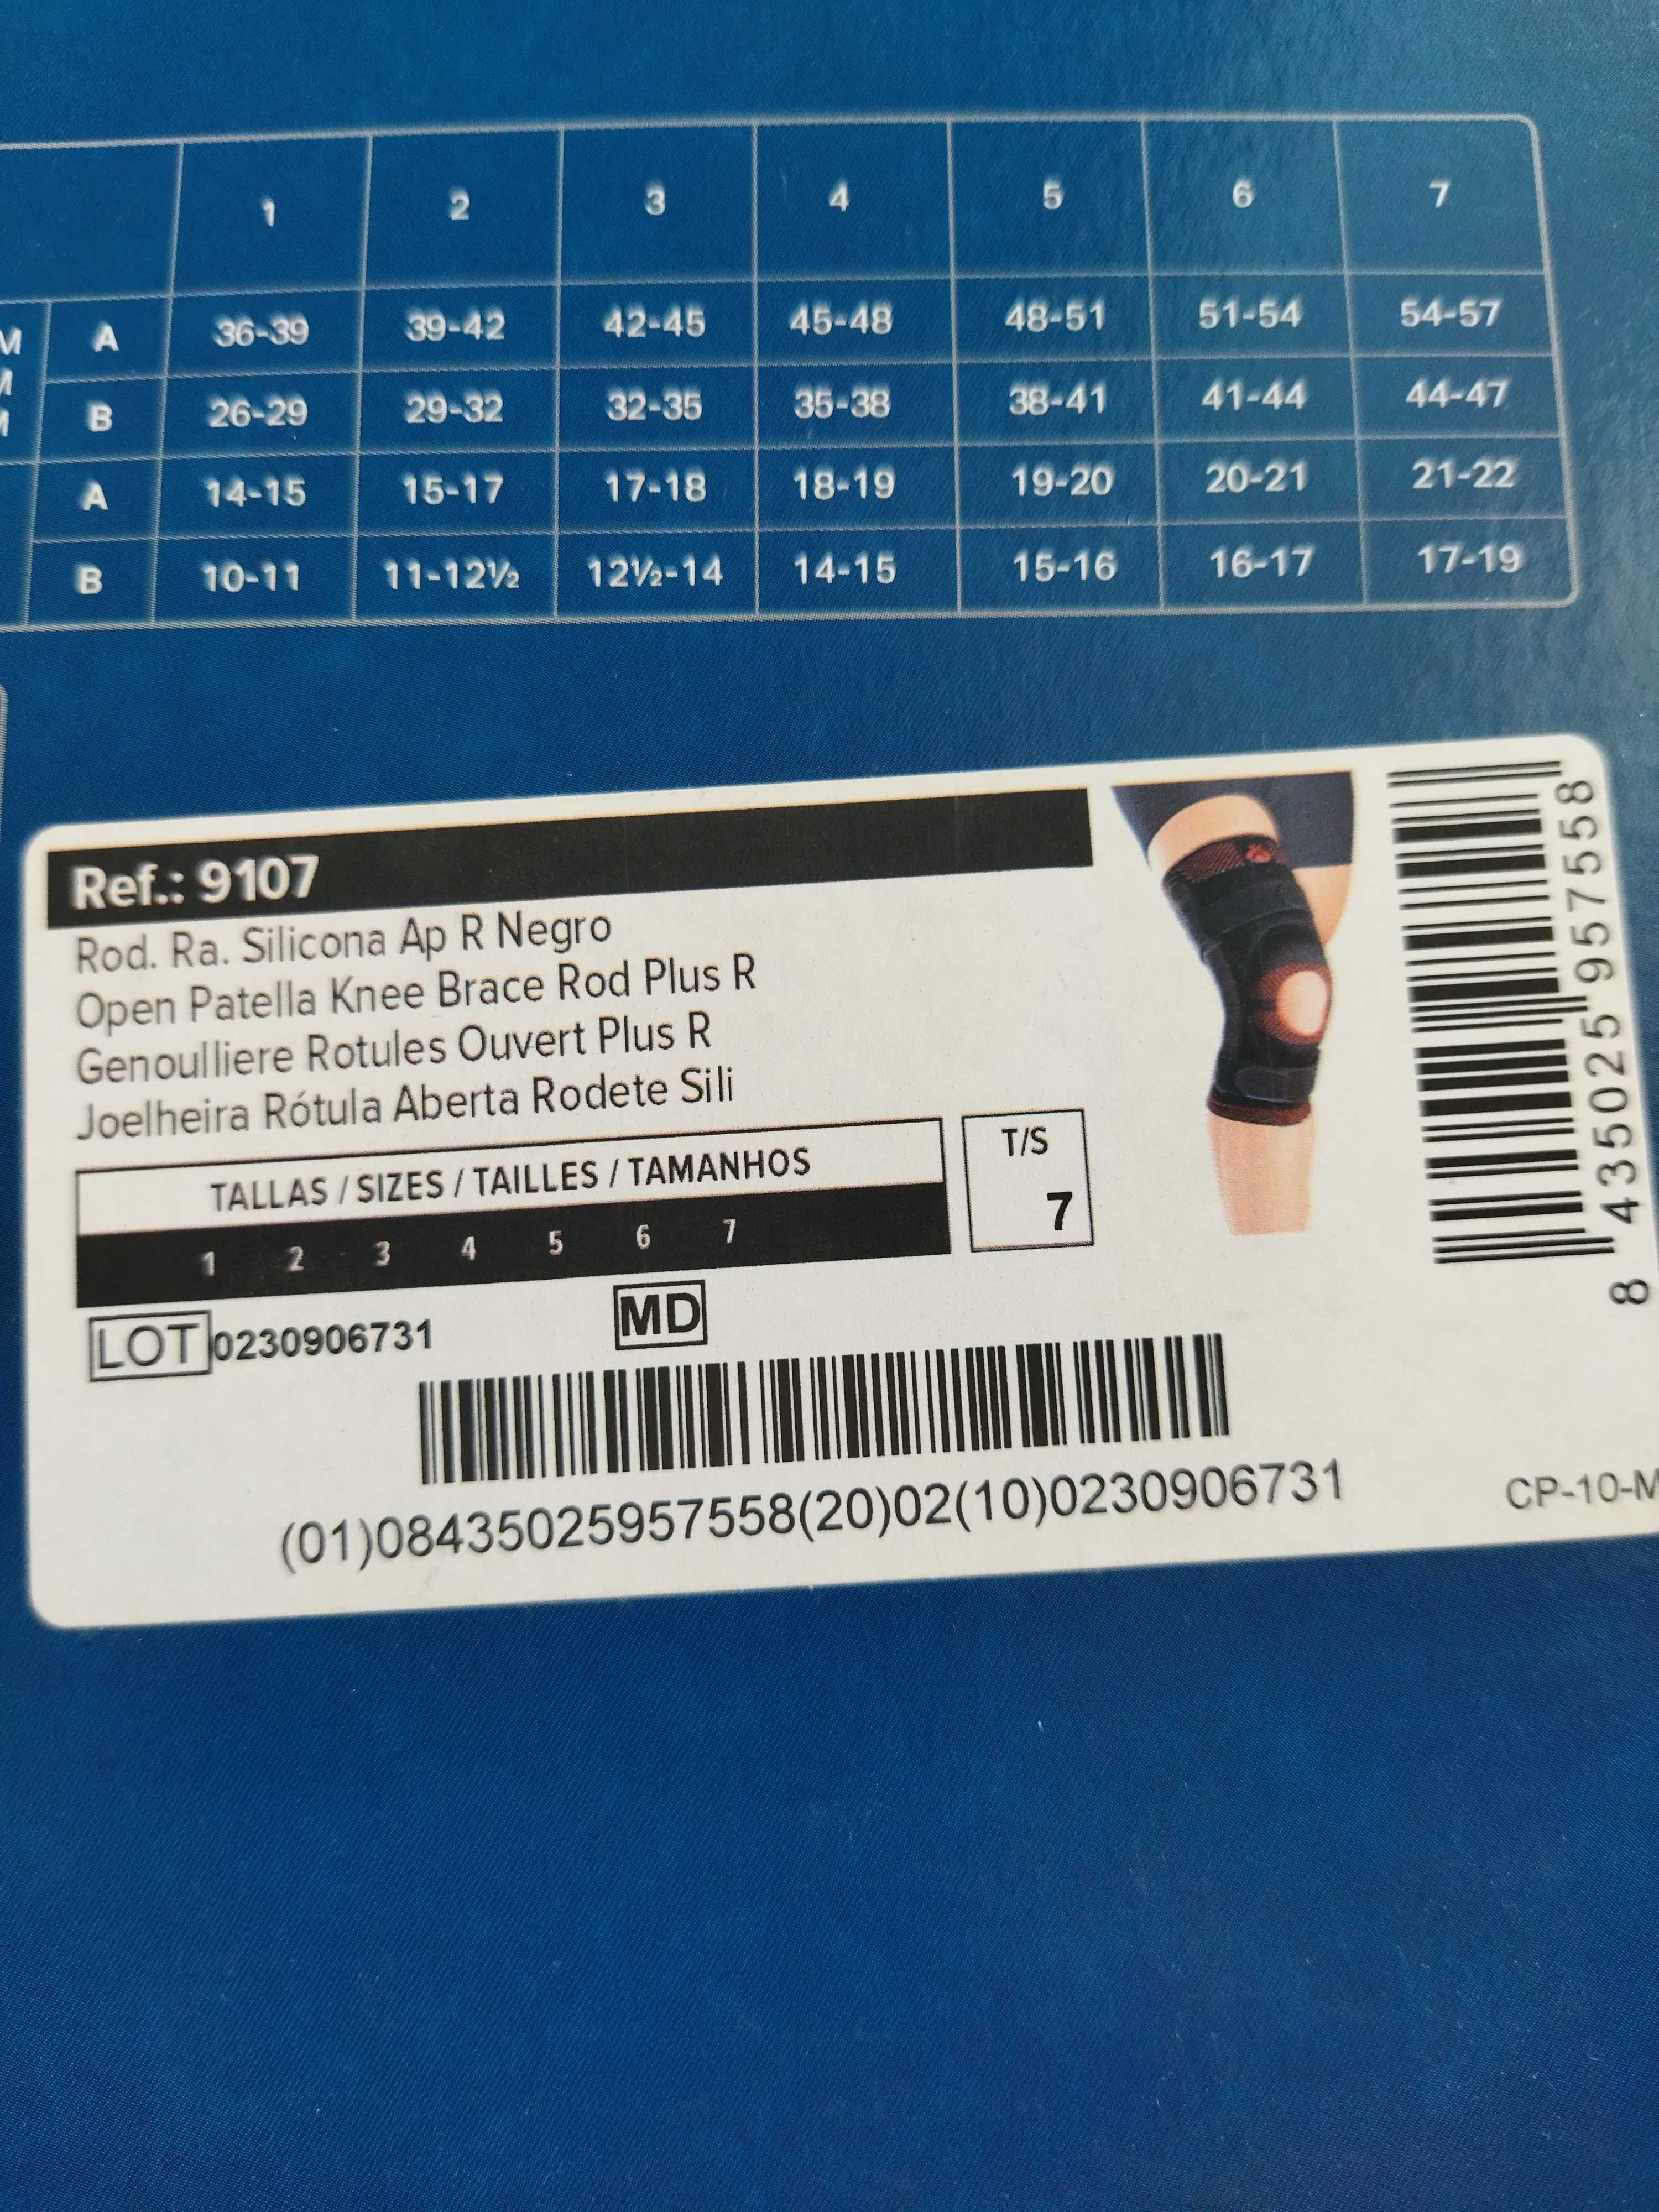 1 2 3 4 5 6 7
A 36-39 39-42 42-45 45-48 48-51 51-54 54-57
B 26-29 29-32 32-35 35-38 38-41 41-44 44-47
A 14-15 15-17 17-18 18-19 19-20 20-21 21-22
B 10-11 11-12½ 12½-14 14-15 15-16 16-17 17-19
Ref.: 9107
Rod. Ra. Silicona Ap R Negro
Open Patella Knee Brace Rod Plus R
Genoulliere Rotules Ouvert Plus R
Joelheira Rótula Aberta Rodete Sili
TALLAS / SIZES / TAILLES / TAMANHOS
1 2 3 4 5 6 7
T/S
7
LOT 0230906731
MD
(01)08435025957558(20)02(10)0230906731
8 435025 957558
CP-10-M